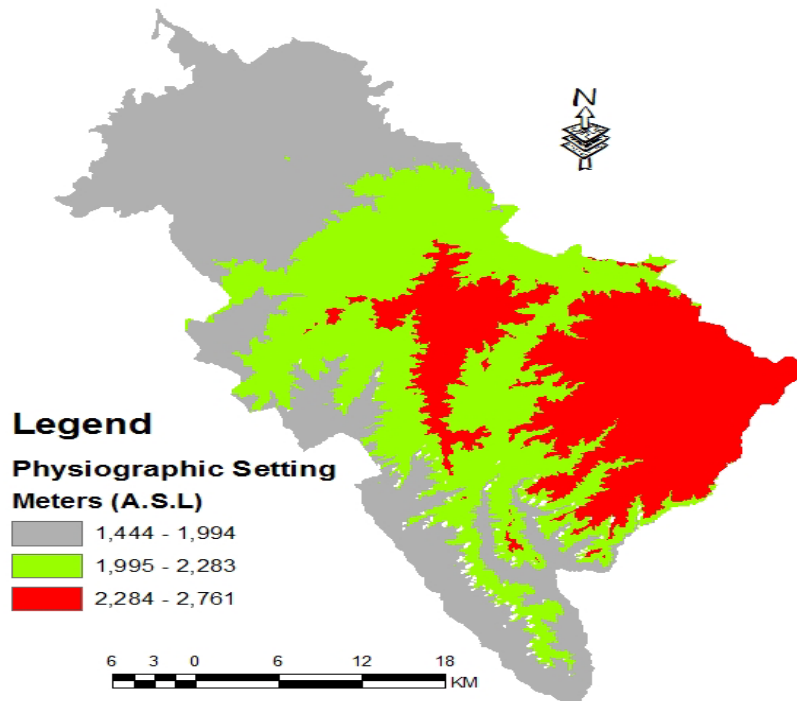 N
Legend
Physiographic Setting
Meters (A.S.L)
1,444 - 1,994
1,995 - 2,283
2,284 - 2,761
6 3 0 6 12 18
KM